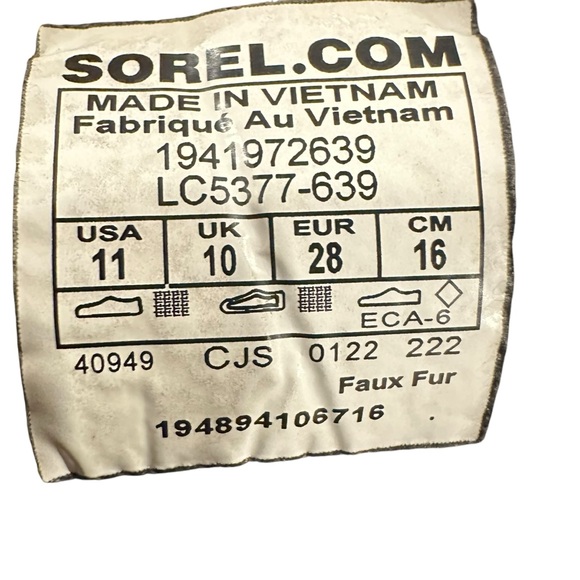 SOREL.COM
MADE IN VIETNAM
Fabriqué Au Vietnam
1941972639
LC5377-639
USA UK EUR CM
11 10 28 16
ECA-6
40949 CJS 0122 222
Faux Fur
194894106716